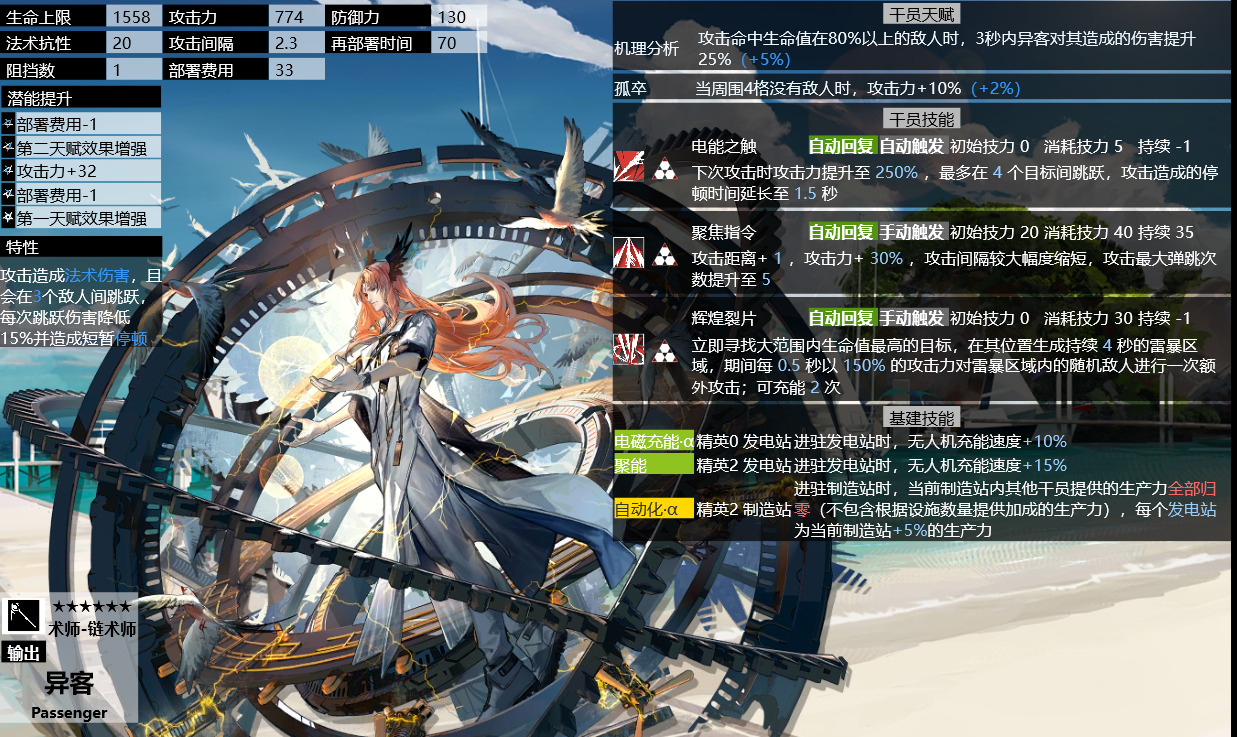 生命上限 1558 攻击力 774 防御力 130
法术抗性 20 攻击间隔 2.3 再部署时间 70
阻挡数 1 部署费用 33
潜能提升
部署费用-1
第二天赋效果增强
攻击力+32
部署费用-1
第一天赋效果增强
特性
攻击造成法术伤害，且
会在3个敌人间跳跃，
每次跳跃伤害降低
15%并造成短暂停顿
★★★★★★
术师-链术师
输出
异客
Passenger
干员天赋
机理分析 攻击命中生命值在80%以上的敌人时，3秒内异客对其造成的伤害提升
25%（+5%）
孤卒 当周围4格没有敌人时，攻击力+10%（+2%）
干员技能
电能之触 自动回复 自动触发 初始技力 0 消耗技力 5 持续 -1
下次攻击时攻击力提升至 250% ，最多在 4 个目标间跳跃，攻击造成的停
顿时间延长至 1.5 秒
聚焦指令 自动回复 手动触发 初始技力 20 消耗技力 40 持续 35
攻击距离+ 1 ，攻击力+ 30% ，攻击间隔较大幅度缩短，攻击最大弹跳次
数提升至 5
辉煌裂片 自动回复 手动触发 初始技力 0 消耗技力 30 持续 -1
立即寻找大范围内生命值最高的目标，在其位置生成持续 4 秒的雷暴区
域，期间每 0.5 秒以 150% 的攻击力对雷暴区域内的随机敌人进行一次额
外攻击；可充能 2 次
基建技能
电磁充能·α 精英0 发电站 进驻发电站时，无人机充能速度+10%
聚能 精英2 发电站 进驻发电站时，无人机充能速度+15%
自动化·α 精英2 制造站 进驻制造站时，当前制造站内其他干员提供的生产力全部归
零（不包含根据设施数量提供加成的生产力），每个发电站
为当前制造站+5%的生产力